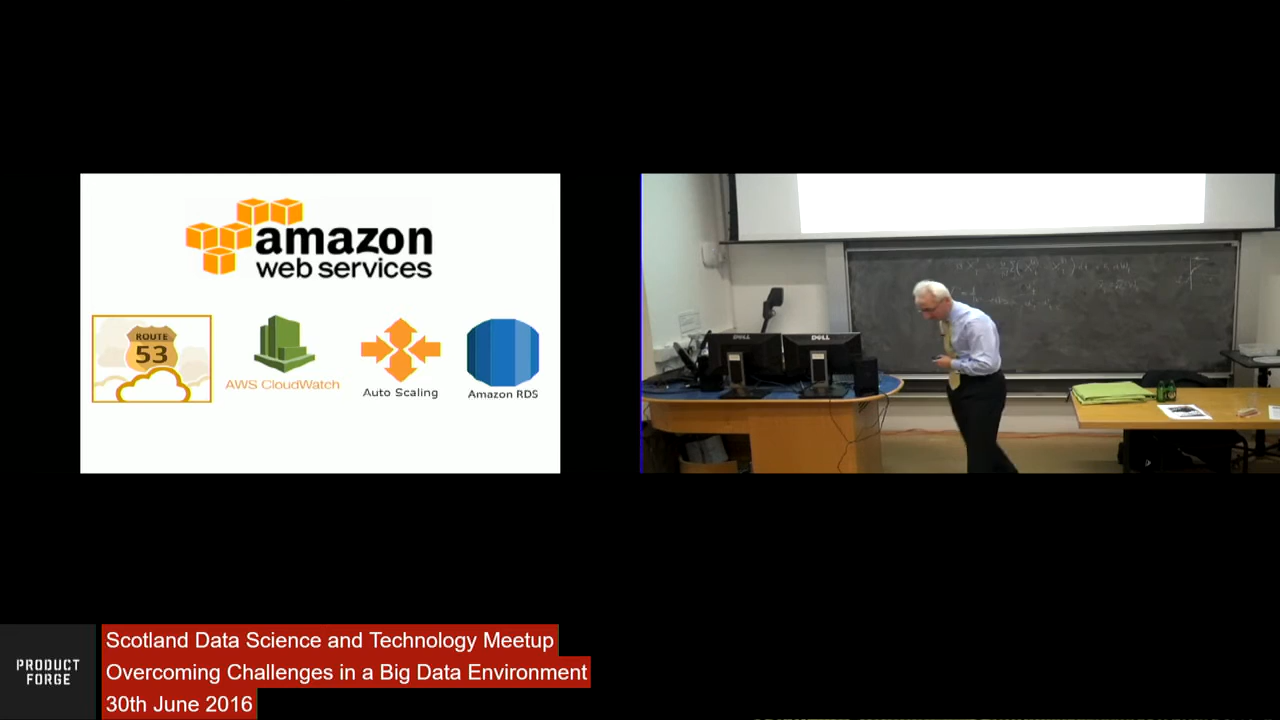 amazon
web services
ROUTE
53
AWS CloudWatch
Auto Scaling
Amazon RDS
DELL
DELL
PRODUCT
FORGE
Scotland Data Science and Technology Meetup
Overcoming Challenges in a Big Data Environment
30th June 2016